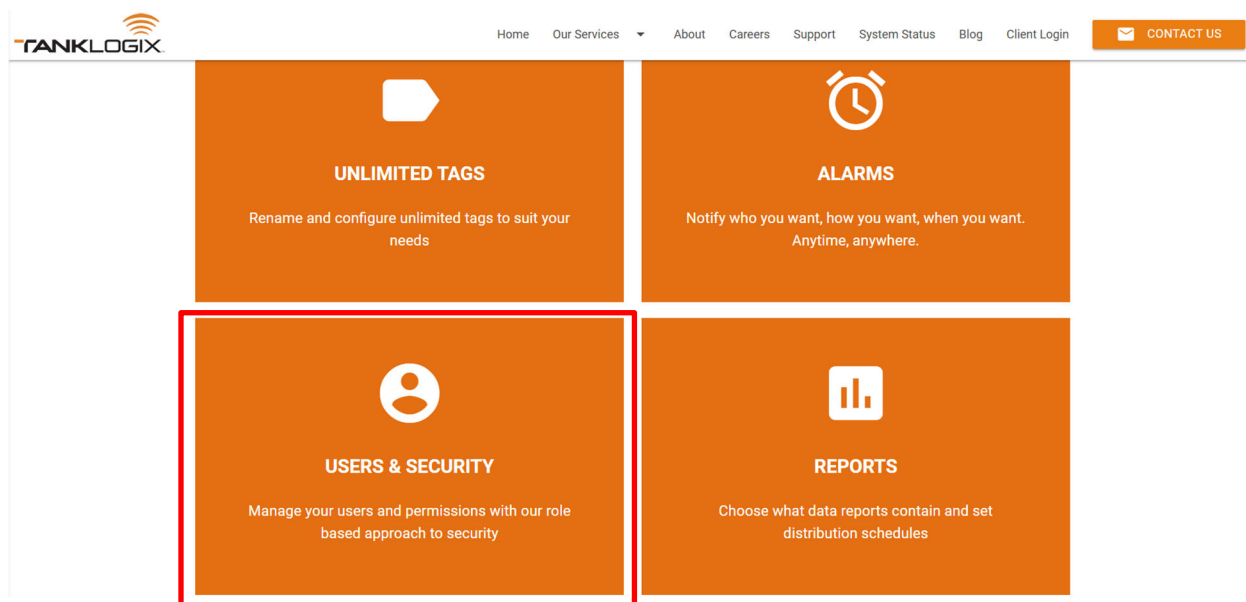 TANKLOGIX
Home Our Services About Careers Support System Status Blog Client Login CONTACT US
UNLIMITED TAGS
Rename and configure unlimited tags to suit your
needs
ALARMS
Notify who you want, how you want, when you want.
Anytime, anywhere.
USERS & SECURITY
Manage your users and permissions with our role
based approach to security
REPORTS
Choose what data reports contain and set
distribution schedules